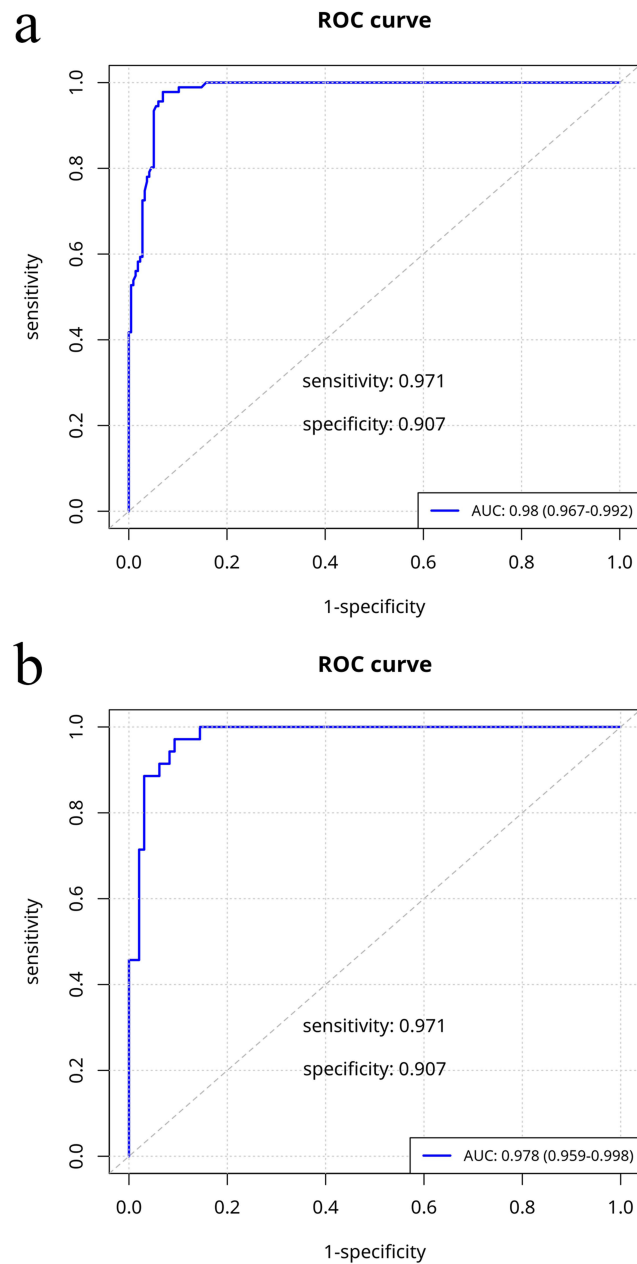 a
ROC curve
1.0
0.8
0.6
0.4
0.2
0.0
sensitivity
sensitivity: 0.971
specificity: 0.907
AUC: 0.98 (0.967-0.992)
0.0 0.2 0.4 0.6 0.8 1.0
1-specificity
b
ROC curve
1.0
0.8
0.6
0.4
0.2
0.0
sensitivity
sensitivity: 0.971
specificity: 0.907
AUC: 0.978 (0.959-0.998)
0.0 0.2 0.4 0.6 0.8 1.0
1-specificity